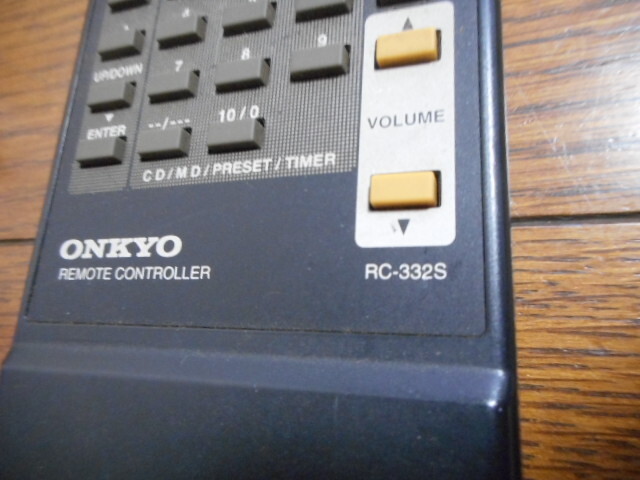 9
8
7
UP/DOWN
▲
▼
VOLUME
--/---
10/0
ENTER
CD/MD/PRESET/TIMER
▼
ONKYO
REMOTE CONTROLLER
RC-332S